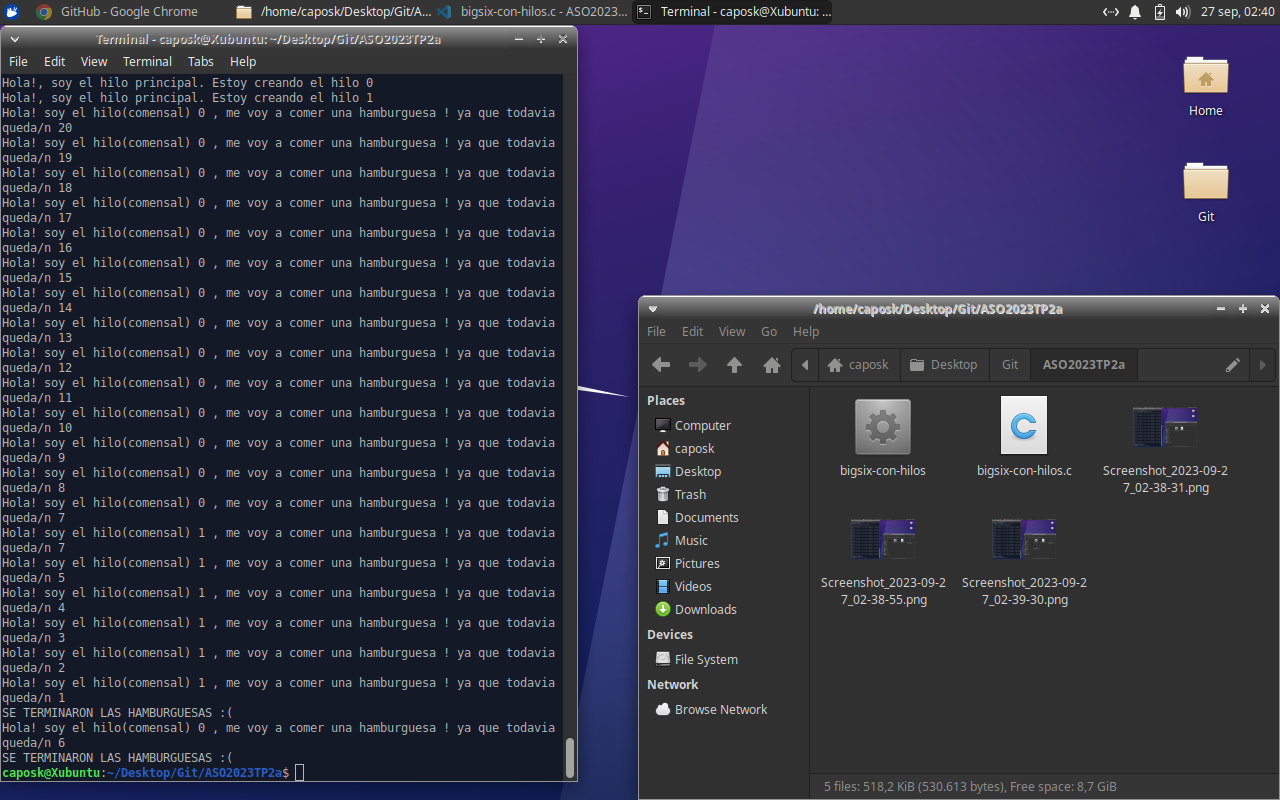 GitHub - Google Chrome
/home/caposk/Desktop/Git/A...
bigsix-con-hilos.c - ASO2023...
Terminal - caposk@Xubuntu: ...
27 sep, 02:40
Terminal - caposk@Xubuntu: ~/Desktop/Git/ASO2023TP2a
File Edit View Terminal Tabs Help
Hola!, soy el hilo principal. Estoy creando el hilo 0
Hola!, soy el hilo principal. Estoy creando el hilo 1
Hola! soy el hilo(comensal) 0 , me voy a comer una hamburguesa ! ya que todavia
queda/n 20
Hola! soy el hilo(comensal) 0 , me voy a comer una hamburguesa ! ya que todavia
queda/n 19
Hola! soy el hilo(comensal) 0 , me voy a comer una hamburguesa ! ya que todavia
queda/n 18
Hola! soy el hilo(comensal) 0 , me voy a comer una hamburguesa ! ya que todavia
queda/n 17
Hola! soy el hilo(comensal) 0 , me voy a comer una hamburguesa ! ya que todavia
queda/n 16
Hola! soy el hilo(comensal) 0 , me voy a comer una hamburguesa ! ya que todavia
queda/n 15
Hola! soy el hilo(comensal) 0 , me voy a comer una hamburguesa ! ya que todavia
queda/n 14
Hola! soy el hilo(comensal) 0 , me voy a comer una hamburguesa ! ya que todavia
queda/n 13
Hola! soy el hilo(comensal) 0 , me voy a comer una hamburguesa ! ya que todavia
queda/n 12
Hola! soy el hilo(comensal) 0 , me voy a comer una hamburguesa ! ya que todavia
queda/n 11
Hola! soy el hilo(comensal) 0 , me voy a comer una hamburguesa ! ya que todavia
queda/n 10
Hola! soy el hilo(comensal) 0 , me voy a comer una hamburguesa ! ya que todavia
queda/n 9
Hola! soy el hilo(comensal) 0 , me voy a comer una hamburguesa ! ya que todavia
queda/n 8
Hola! soy el hilo(comensal) 0 , me voy a comer una hamburguesa ! ya que todavia
queda/n 7
Hola! soy el hilo(comensal) 1 , me voy a comer una hamburguesa ! ya que todavia
queda/n 7
Hola! soy el hilo(comensal) 1 , me voy a comer una hamburguesa ! ya que todavia
queda/n 5
Hola! soy el hilo(comensal) 1 , me voy a comer una hamburguesa ! ya que todavia
queda/n 4
Hola! soy el hilo(comensal) 1 , me voy a comer una hamburguesa ! ya que todavia
queda/n 3
Hola! soy el hilo(comensal) 1 , me voy a comer una hamburguesa ! ya que todavia
queda/n 2
Hola! soy el hilo(comensal) 1 , me voy a comer una hamburguesa ! ya que todavia
queda/n 1
SE TERMINARON LAS HAMBURGUESAS :(
Hola! soy el hilo(comensal) 0 , me voy a comer una hamburguesa ! ya que todavia
queda/n 6
SE TERMINARON LAS HAMBURGUESAS :(
caposk@Xubuntu:~/Desktop/Git/ASO2023TP2a$
Home
Git
/home/caposk/Desktop/Git/ASO2023TP2a
File Edit View Go Help
caposk Desktop Git ASO2023TP2a
Places
Computer
caposk
Desktop
Trash
Documents
Music
Pictures
Videos
Downloads
Devices
File System
Network
Browse Network
bigsix-con-hilos
bigsix-con-hilos.c
Screenshot_2023-09-2
7_02-38-31.png
Screenshot_2023-09-2
7_02-38-55.png
Screenshot_2023-09-2
7_02-39-30.png
5 files: 518,2 KiB (530.613 bytes), Free space: 8,7 GiB